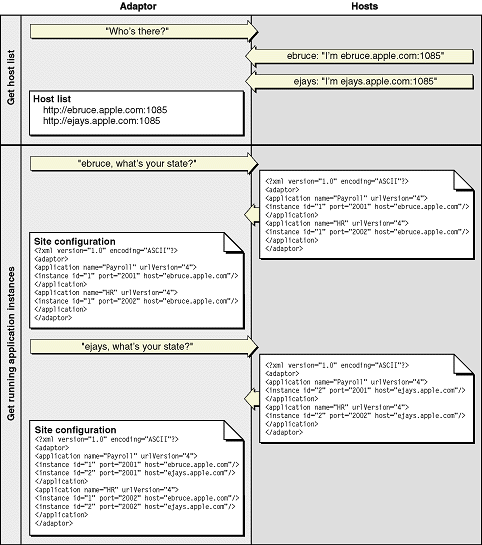 Adaptor
Hosts
Get host list
"Who's there?"
ebruce: "I'm ebruce.apple.com:1085"
ejays: "I'm ejays.apple.com:1085"
Host list
http://ebruce.apple.com:1085
http://ejays.apple.com:1085
Get running application instances
"ebruce, what's your state?"
<?xml version="1.0" encoding="ASCII"?>
<adaptor>
<application name="Payroll" urlVersion="4">
<instance id="1" port="2001" host="ebruce.apple.com"/>
</application>
<application name="HR" urlVersion="4">
<instance id="1" port="2002" host="ebruce.apple.com"/>
</application>
</adaptor>
Site configuration
<?xml version="1.0" encoding="ASCII"?>
<adaptor>
<application name="Payroll" urlVersion="4">
<instance id="1" port="2001" host="ebruce.apple.com"/>
</application>
<application name="HR" urlVersion="4">
<instance id="1" port="2002" host="ebruce.apple.com"/>
</application>
</adaptor>
"ejays, what's your state?"
<?xml version="1.0" encoding="ASCII"?>
<adaptor>
<application name="Payroll" urlVersion="4">
<instance id="2" port="2001" host="ejays.apple.com"/>
</application>
<application name="HR" urlVersion="4">
<instance id="2" port="2002" host="ejays.apple.com"/>
</application>
</adaptor>
Site configuration
<?xml version="1.0" encoding="ASCII"?>
<adaptor>
<application name="Payroll" urlVersion="4">
<instance id="1" port="2001" host="ebruce.apple.com"/>
<instance id="2" port="2001" host="ejays.apple.com"/>
</application>
<application name="HR" urlVersion="4">
<instance id="1" port="2002" host="ebruce.apple.com"/>
<instance id="2" port="2002" host="ejays.apple.com"/>
</application>
</adaptor>